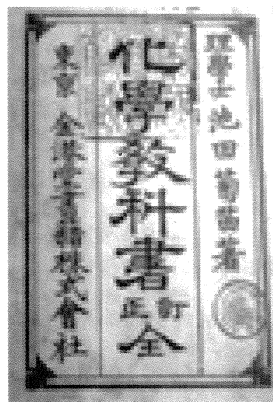 理學士池田菊苗著
化學教科書
訂正
全
東京 金港堂書籍株式會社